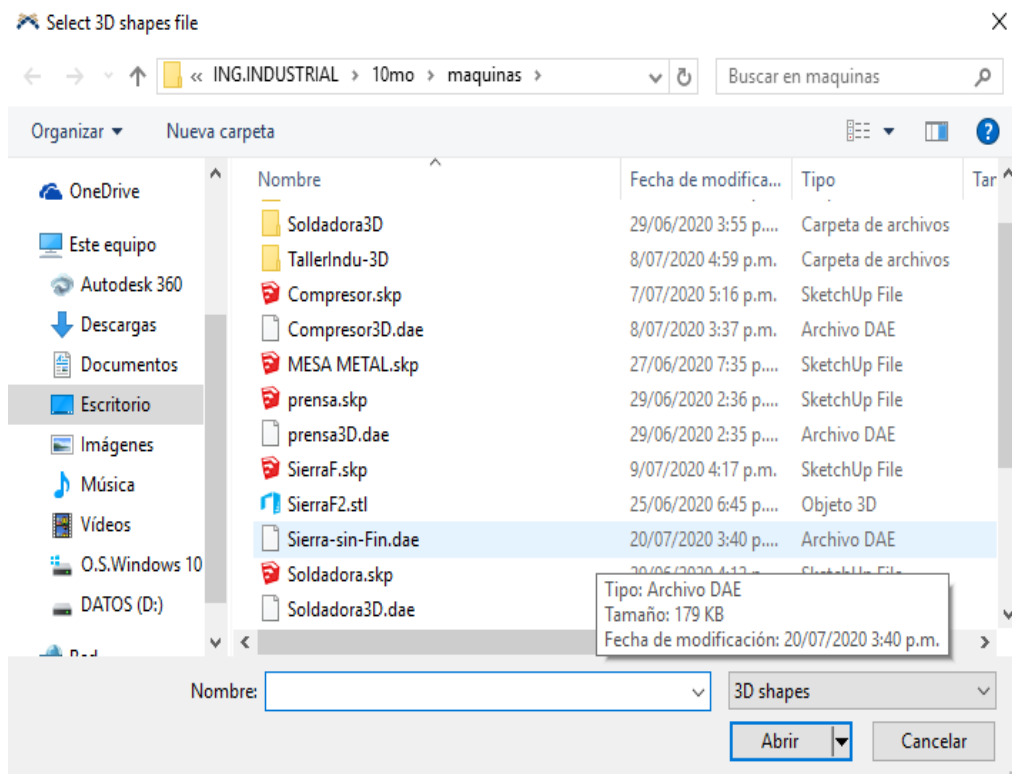 Select 3D shapes file
« ING.INDUSTRIAL > 10mo > maquinas >
Buscar en maquinas
Organizar
Nueva carpeta
Nombre Fecha de modifica... Tipo Tar
OneDrive
Este equipo
Autodesk 360
Descargas
Documentos
Escritorio
Imágenes
Música
Vídeos
O.S.Windows 10
DATOS (D:)
Soldadora3D 29/06/2020 3:55 p.... Carpeta de archivos
TallerIndu-3D 8/07/2020 4:59 p.m. Carpeta de archivos
Compresor.skp 7/07/2020 5:16 p.m. SketchUp File
Compresor3D.dae 8/07/2020 3:37 p.m. Archivo DAE
MESA METAL.skp 27/06/2020 7:35 p.... SketchUp File
prensa.skp 29/06/2020 2:36 p.... SketchUp File
prensa3D.dae 29/06/2020 2:35 p.... Archivo DAE
SierraF.skp 9/07/2020 4:17 p.m. SketchUp File
SierraF2.stl 25/06/2020 6:45 p.... Objeto 3D
Sierra-sin-Fin.dae 20/07/2020 3:40 p.... Archivo DAE
Soldadora.skp
Soldadora3D.dae
Tipo: Archivo DAE
Tamaño: 179 KB
Fecha de modificación: 20/07/2020 3:40 p.m.
Nombre:
3D shapes
Abrir
Cancelar